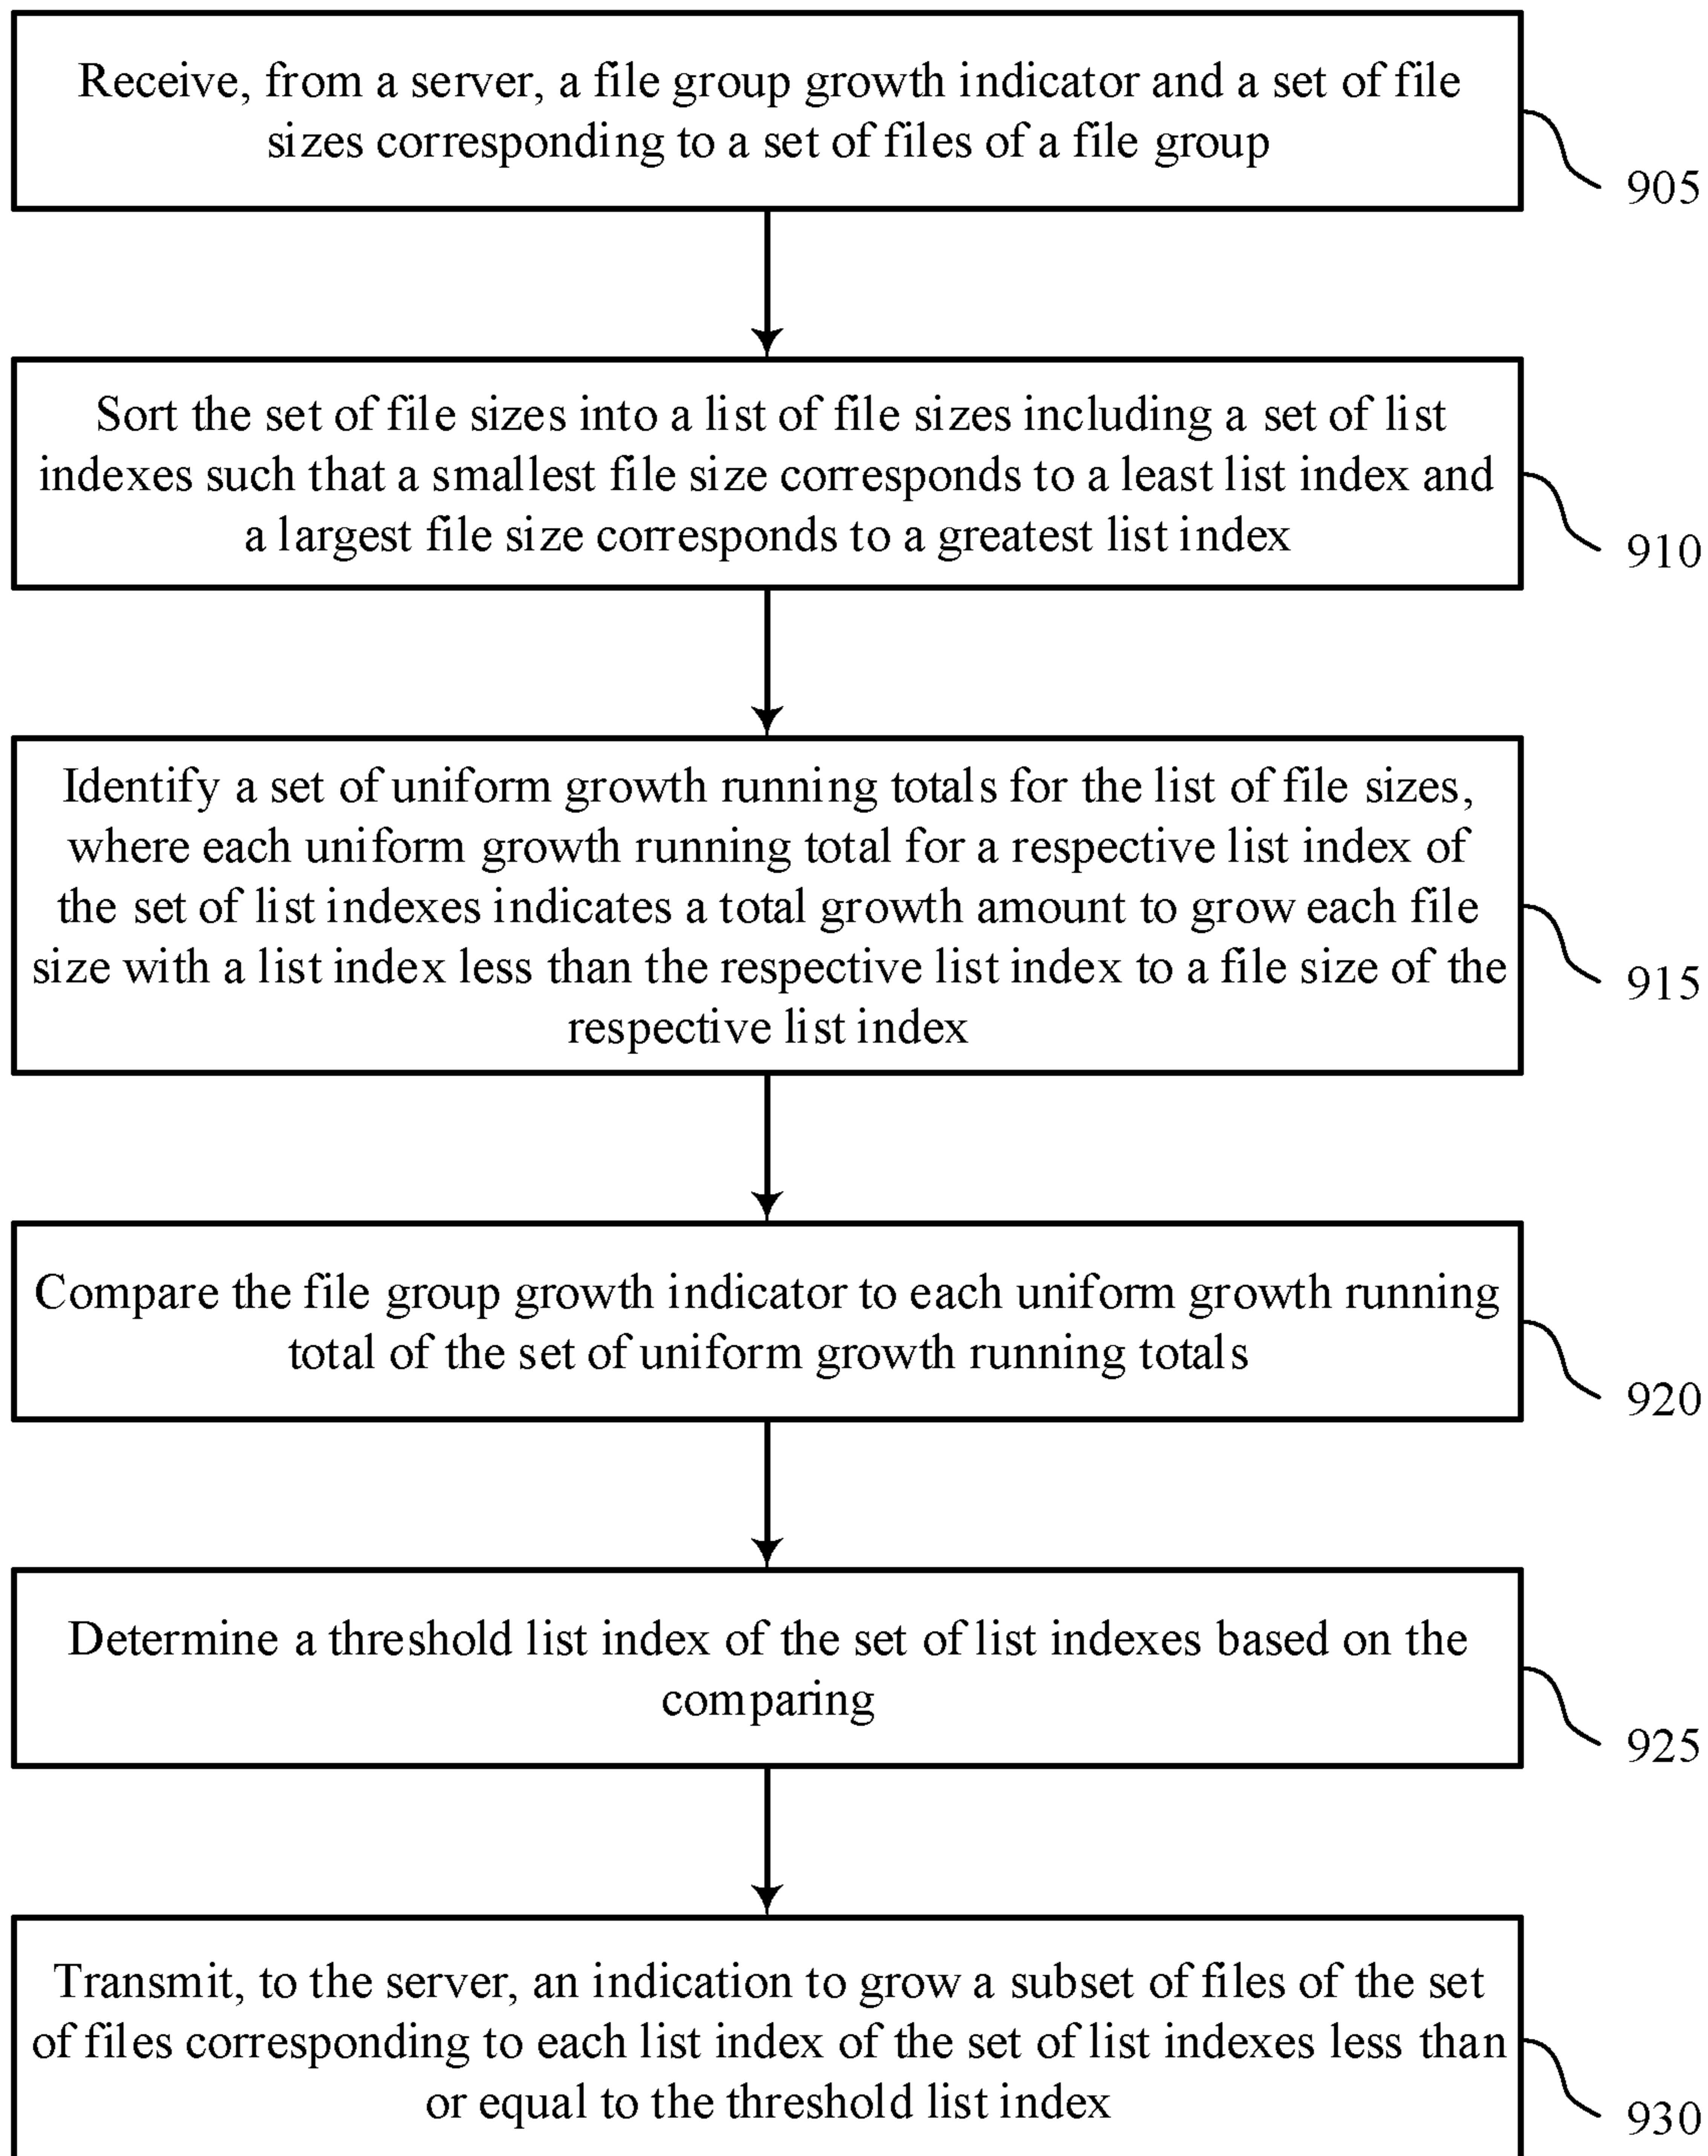 Receive, from a server, a file group growth indicator and a set of file
sizes corresponding to a set of files of a file group
905
Sort the set of file sizes into a list of file sizes including a set of list
indexes such that a smallest file size corresponds to a least list index and
a largest file size corresponds to a greatest list index
910
Identify a set of uniform growth running totals for the list of file sizes,
where each uniform growth running total for a respective list index of
the set of list indexes indicates a total growth amount to grow each file
size with a list index less than the respective list index to a file size of the
respective list index
915
Compare the file group growth indicator to each uniform growth running
total of the set of uniform growth running totals
920
Determine a threshold list index of the set of list indexes based on the
comparing
925
Transmit, to the server, an indication to grow a subset of files of the set
of files corresponding to each list index of the set of list indexes less than
or equal to the threshold list index
930